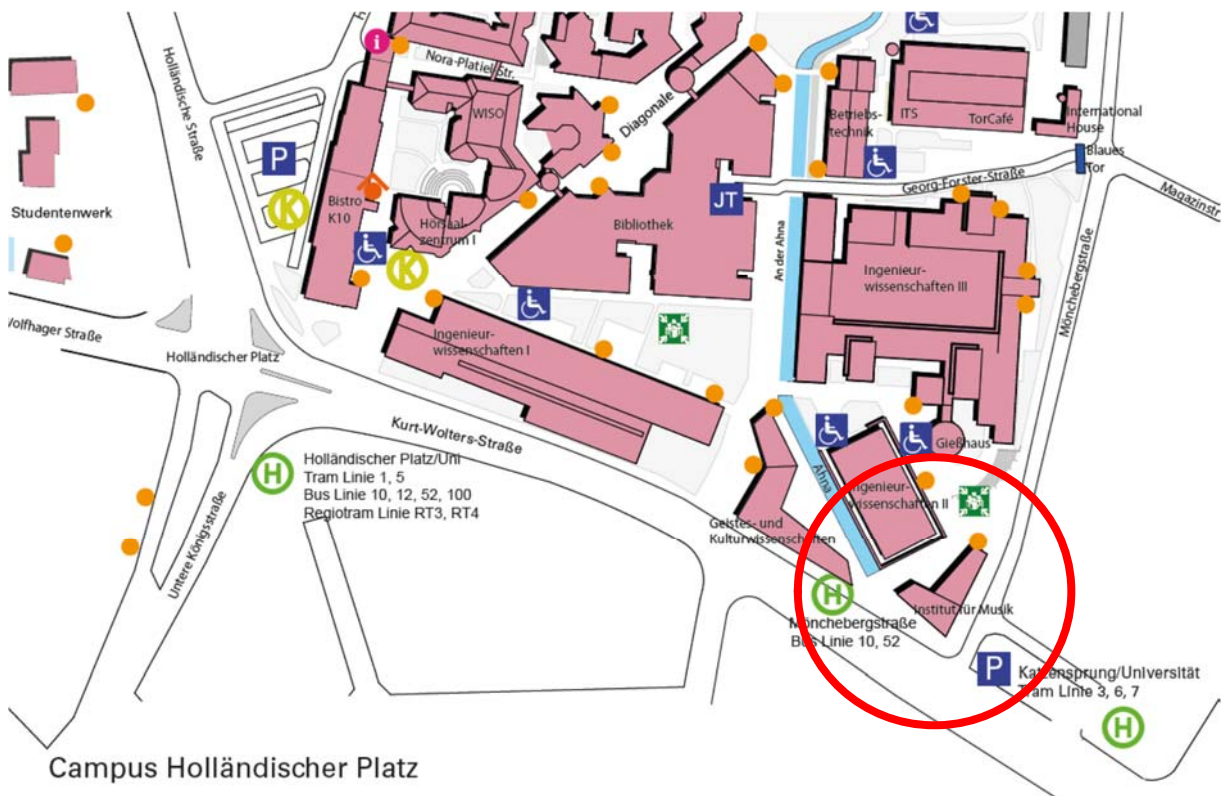 i
Nora-Platiel Str.
Holländische Straße
WISO
Diagonale
Betriebs-
technik
ITS
TorCafé
International
House
Blaues
Tor
P
K
Studentenwerk
Bistro
K10
Hörsaal-
zentrum I
K
Bibliothek
JT
Georg-Forster-Straße
Magazinstr
An der Ahna
Ingenieur-
wissenschaften III
Mönchebergstraße
Wolfhager Straße
Holländischer Platz
Ingenieur-
wissenschaften I
Kurt-Wolters-Straße
H
Holländischer Platz/Uni
Tram Linie 1, 5
Bus Linie 10, 12, 52, 100
Regiotram Linie RT3, RT4
Untere Königsstraße
Gießhaus
Ahna
Ingenieur-
wissenschaften II
Geistes- und
Kulturwissenschaften
H
Mönchebergstraße
Bus Linie 10, 52
Institut für Musik
P
Katzensprung/Universität
Tram Linie 3, 6, 7
H
Campus Holländischer Platz